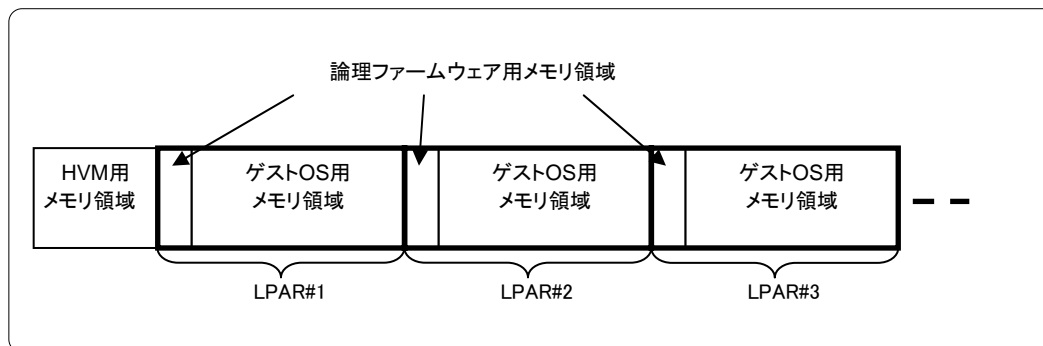 論理ファームウェア用メモリ領域
HVM用
メモリ領域
ゲストOS用
メモリ領域
ゲストOS用
メモリ領域
ゲストOS用
メモリ領域
LPAR#1
LPAR#2
LPAR#3